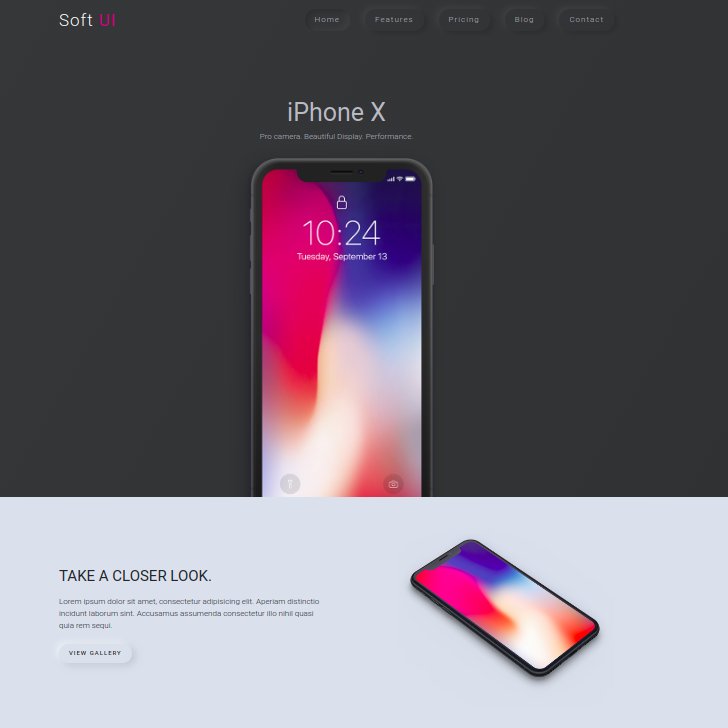 Soft UI
Home Features Pricing Blog Contact
iPhone X
Pro camera. Beautiful Display. Performance.
10:24
Tuesday, September 13
TAKE A CLOSER LOOK.
Lorem ipsum dolor sit amet, consectetur adipisicing elit. Aperiam distinctio
incidunt laborum sint. Accusamus assumenda consectetur illo nihil quasi
quia rem sequi.
VIEW GALLERY